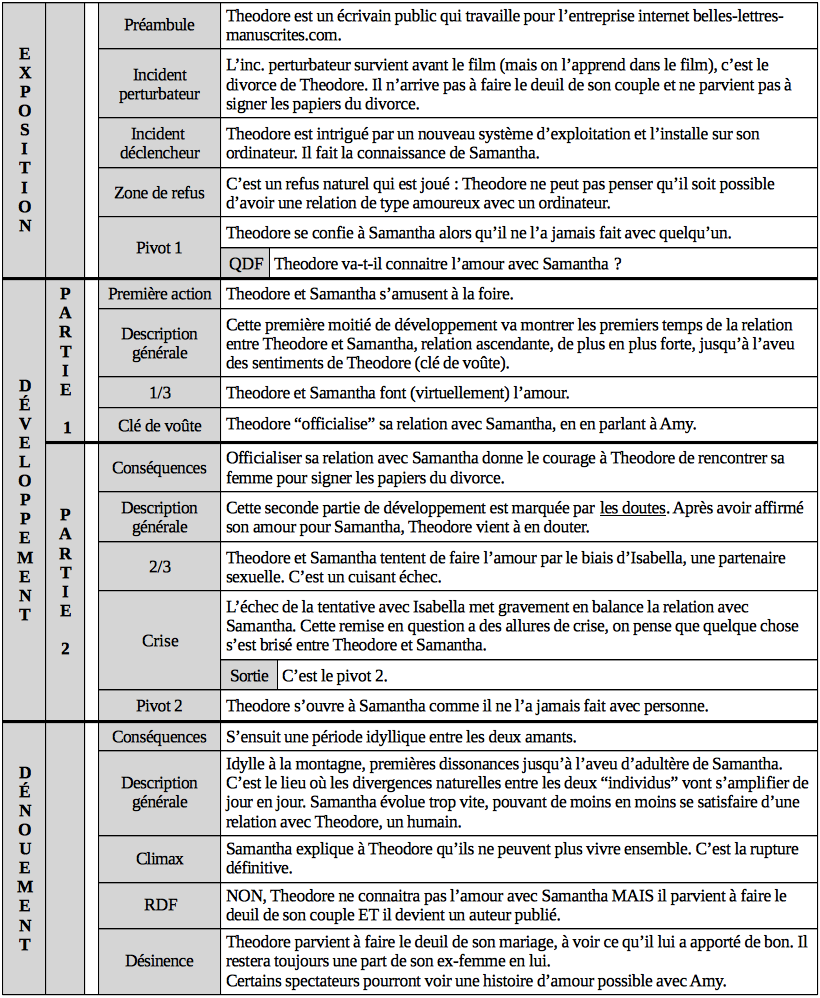 EXPOSITION
Préambule
Theodore est un écrivain public qui travaille pour l’entreprise internet belles-lettres-
manuscrites.com.
Incident
perturbateur
L’inc. perturbateur survient avant le film (mais on l’apprend dans le film), c’est le
divorce de Theodore. Il n’arrive pas à faire le deuil de son couple et ne parvient pas à
signer les papiers du divorce.
Incident
déclencheur
Theodore est intrigué par un nouveau système d’exploitation et l’installe sur son
ordinateur. Il fait la connaissance de Samantha.
Zone de refus
C’est un refus naturel qui est joué : Theodore ne peut pas penser qu’il soit possible
d’avoir une relation de type amoureux avec un ordinateur.
Pivot 1
Theodore se confie à Samantha alors qu’il ne l’a jamais fait avec quelqu’un.
QDF Theodore va-t-il connaitre l’amour avec Samantha ?
DÉVELOPPEMENT
PARTIE 1
Première action
Theodore et Samantha s’amusent à la foire.
Description
générale
Cette première moitié de développement va montrer les premiers temps de la relation
entre Theodore et Samantha, relation ascendante, de plus en plus forte, jusqu’à l’aveu
des sentiments de Theodore (clé de voûte).
1/3
Theodore et Samantha font (virtuellement) l’amour.
Clé de voûte
Theodore “officialise” sa relation avec Samantha, en en parlant à Amy.
PARTIE 2
Conséquences
Officialiser sa relation avec Samantha donne le courage à Theodore de rencontrer sa
femme pour signer les papiers du divorce.
Description
générale
Cette seconde partie de développement est marquée par les doutes. Après avoir affirmé
son amour pour Samantha, Theodore vient à en douter.
2/3
Theodore et Samantha tentent de faire l’amour par le biais d’Isabella, une partenaire
sexuelle. C’est un cuisant échec.
Crise
L’échec de la tentative avec Isabella met gravement en balance la relation avec
Samantha. Cette remise en question a des allures de crise, on pense que quelque chose
s’est brisé entre Theodore et Samantha.
Sortie C’est le pivot 2.
Pivot 2
Theodore s’ouvre à Samantha comme il ne l’a jamais fait avec personne.
DÉNOUEMENT
Conséquences
S’ensuit une période idyllique entre les deux amants.
Description
générale
Idylle à la montagne, premières dissonances jusqu’à l’aveu d’adultère de Samantha.
C’est le lieu où les divergences naturelles entre les deux “individus” vont s’amplifier de
jour en jour. Samantha évolue trop vite, pouvant de moins en moins se satisfaire d’une
relation avec Theodore, un humain.
Climax
Samantha explique à Theodore qu’ils ne peuvent plus vivre ensemble. C’est la rupture
définitive.
RDF
NON, Theodore ne connaitra pas l’amour avec Samantha MAIS il parvient à faire le
deuil de son couple ET il devient un auteur publié.
Désinence
Theodore parvient à faire le deuil de son mariage, à voir ce qu’il lui a apporté de bon. Il
restera toujours une part de son ex-femme en lui.
Certains spectateurs pourront voir une histoire d’amour possible avec Amy.